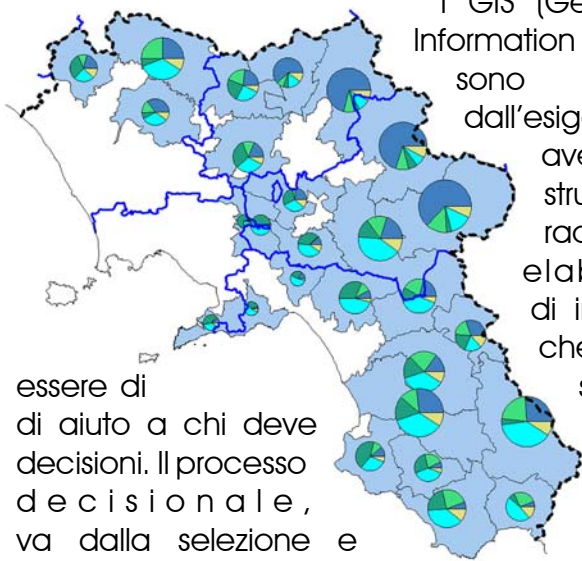 I GIS (Ge
Information
sono
dall'esig
ave
stru
rac
elab
di i
che
s
essere di
di aiuto a chi deve
decisioni. Il processo
decisionale,
va dalla selezione e